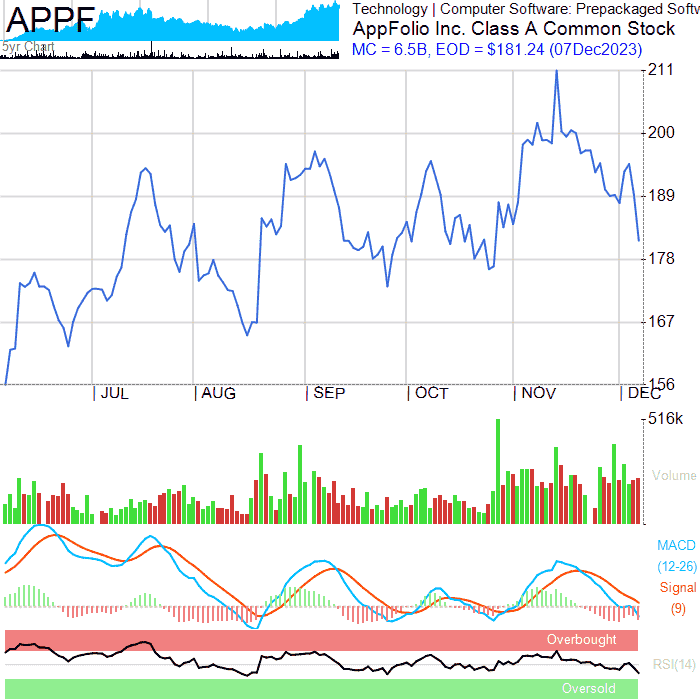 APPF
5yr Chart
Technology | Computer Software: Prepackaged Softw
AppFolio Inc. Class A Common Stock
MC = 6.5B, EOD = $181.24 (07Dec2023)
211
200
189
178
167
156
JUL AUG SEP OCT NOV DEC
516k
Volume
MACD
(12-26)
Signal
(9)
Overbought
RSI(14)
Oversold